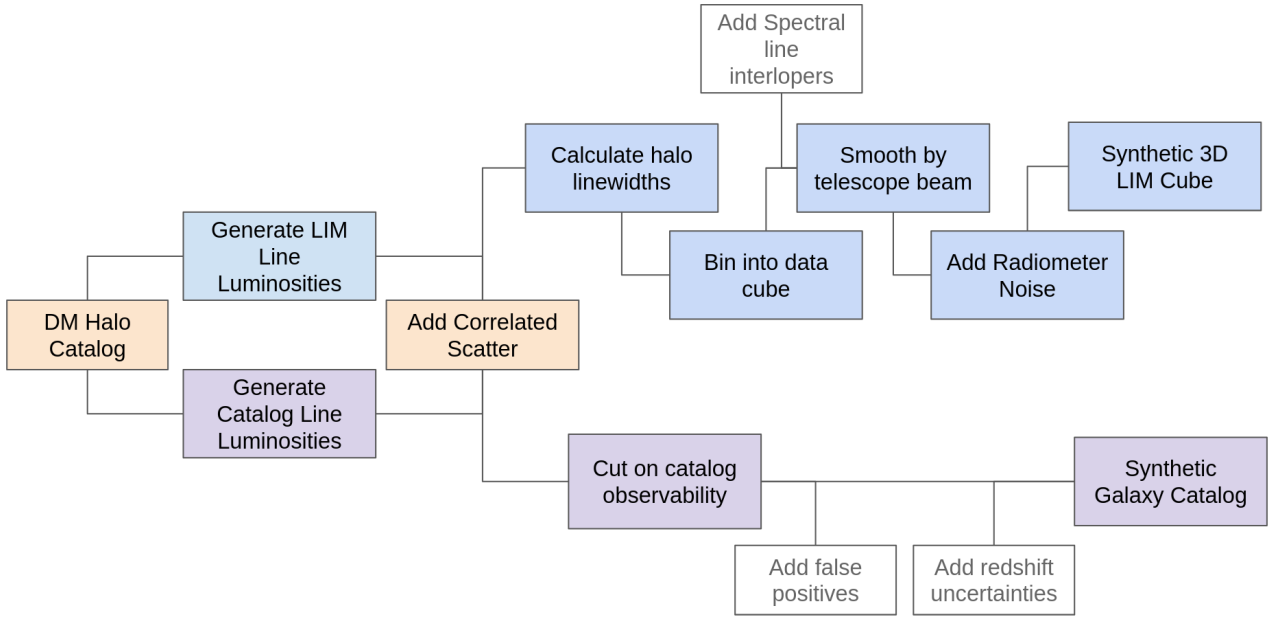 Add Spectral
line
interlopers
Calculate halo
linewidths
Smooth by
telescope beam
Synthetic 3D
LIM Cube
Generate LIM
Line
Luminosities
Bin into data
cube
Add Radiometer
Noise
DM Halo
Catalog
Add Correlated
Scatter
Generate
Catalog Line
Luminosities
Cut on catalog
observability
Synthetic
Galaxy Catalog
Add false
positives
Add redshift
uncertainties